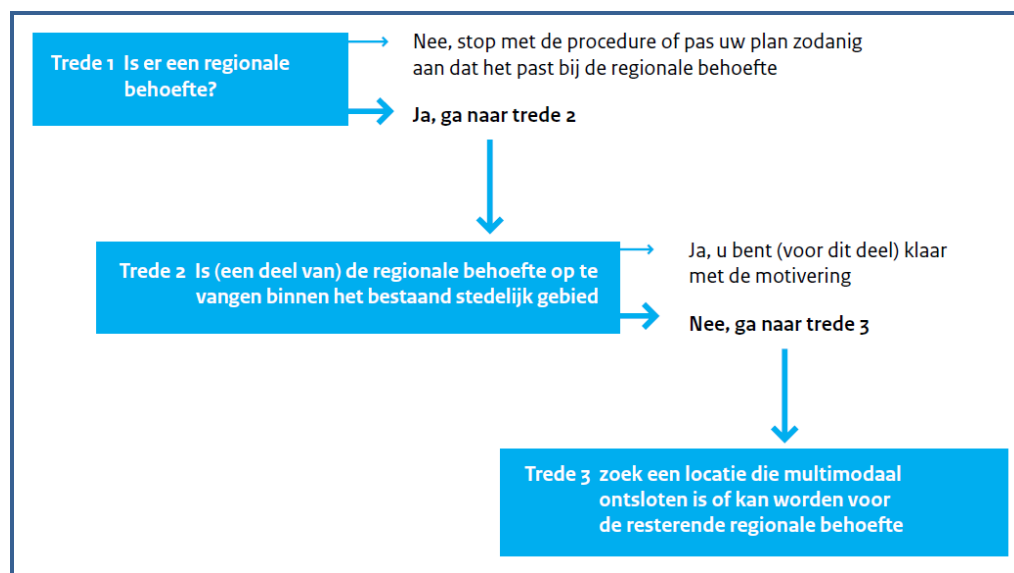 Trede 1 Is er een regionale
behoefte?
Nee, stop met de procedure of pas uw plan zodanig
aan dat het past bij de regionale behoefte
Ja, ga naar trede 2
Trede 2 Is (een deel van) de regionale behoefte op te
vangen binnen het bestaand stedelijk gebied
Ja, u bent (voor dit deel) klaar
met de motivering
Nee, ga naar trede 3
Trede 3 zoek een locatie die multimodaal
ontsloten is of kan worden voor
de resterende regionale behoefte